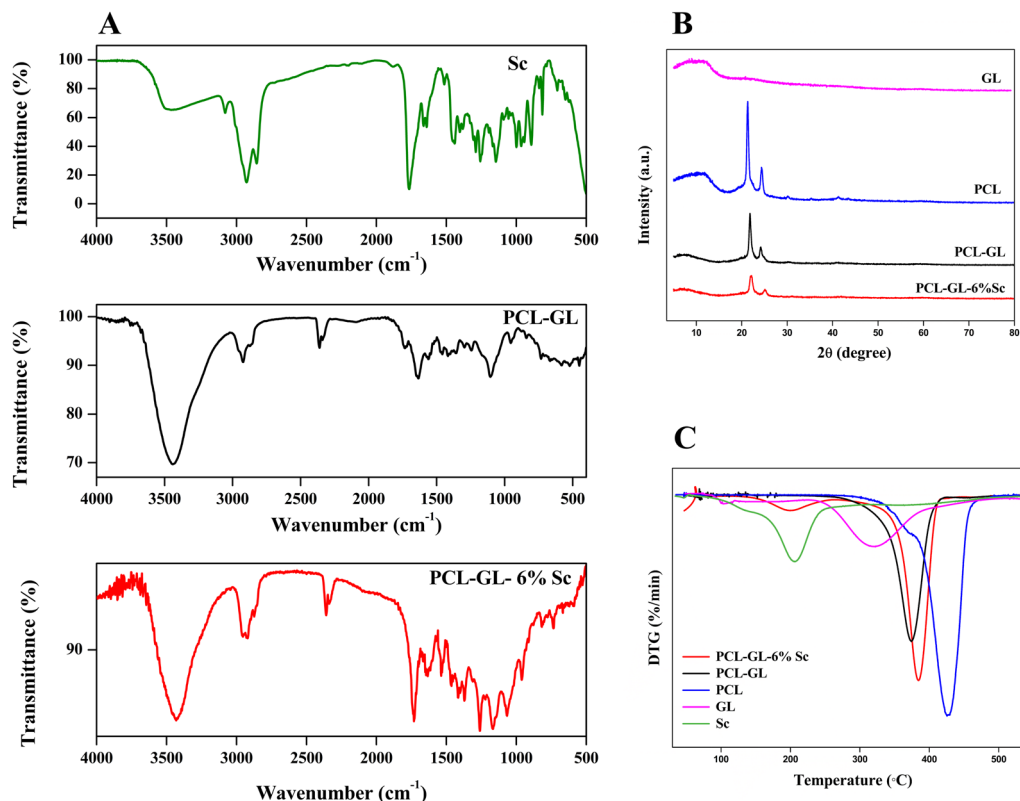 A
Transmittance (%)
100
80
60
40
20
0
Sc
4000 3500 3000 2500 2000 1500 1000 500
Wavenumber (cm⁻¹)
Transmittance (%)
100
90
80
70
PCL-GL
4000 3500 3000 2500 2000 1500 1000 500
Wavenumber (cm⁻¹)
Transmittance (%)
90
PCL-GL- 6% Sc
4000 3500 3000 2500 2000 1500 1000 500
Wavenumber (cm⁻¹)
B
Intensity (a.u.)
GL
PCL
PCL-GL
PCL-GL-6%Sc
10 20 30 40 50 60 70 80
2θ (degree)
C
DTG (%/min)
PCL-GL-6% Sc
PCL-GL
PCL
GL
Sc
100 200 300 400 500
Temperature (◦C)